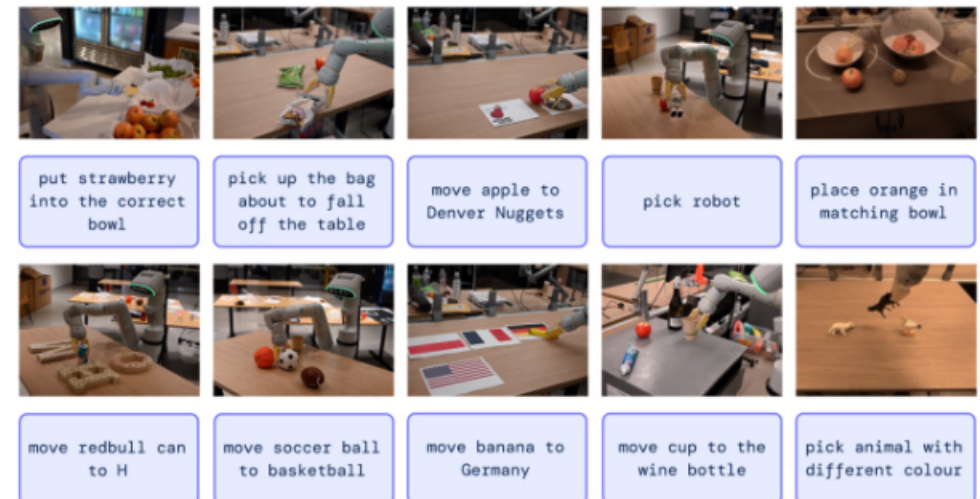 put strawberry
into the correct
bowl
pick up the bag
about to fall
off the table
move apple to
Denver Nuggets
pick robot
place orange in
matching bowl
move redbull can
to H
move soccer ball
to basketball
move banana to
Germany
move cup to the
wine bottle
pick animal with
different colour